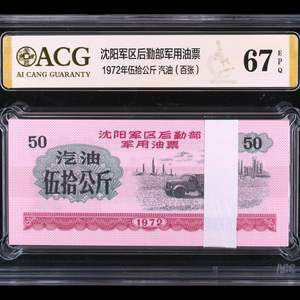 ACG
AI CANG GUARANTY
沈阳军区后勤部军用油票
1972年伍拾公斤 汽油（百张）
67
EPQ
沈阳军区后勤部
军用油票
50
50
汽油
伍拾公斤
1972